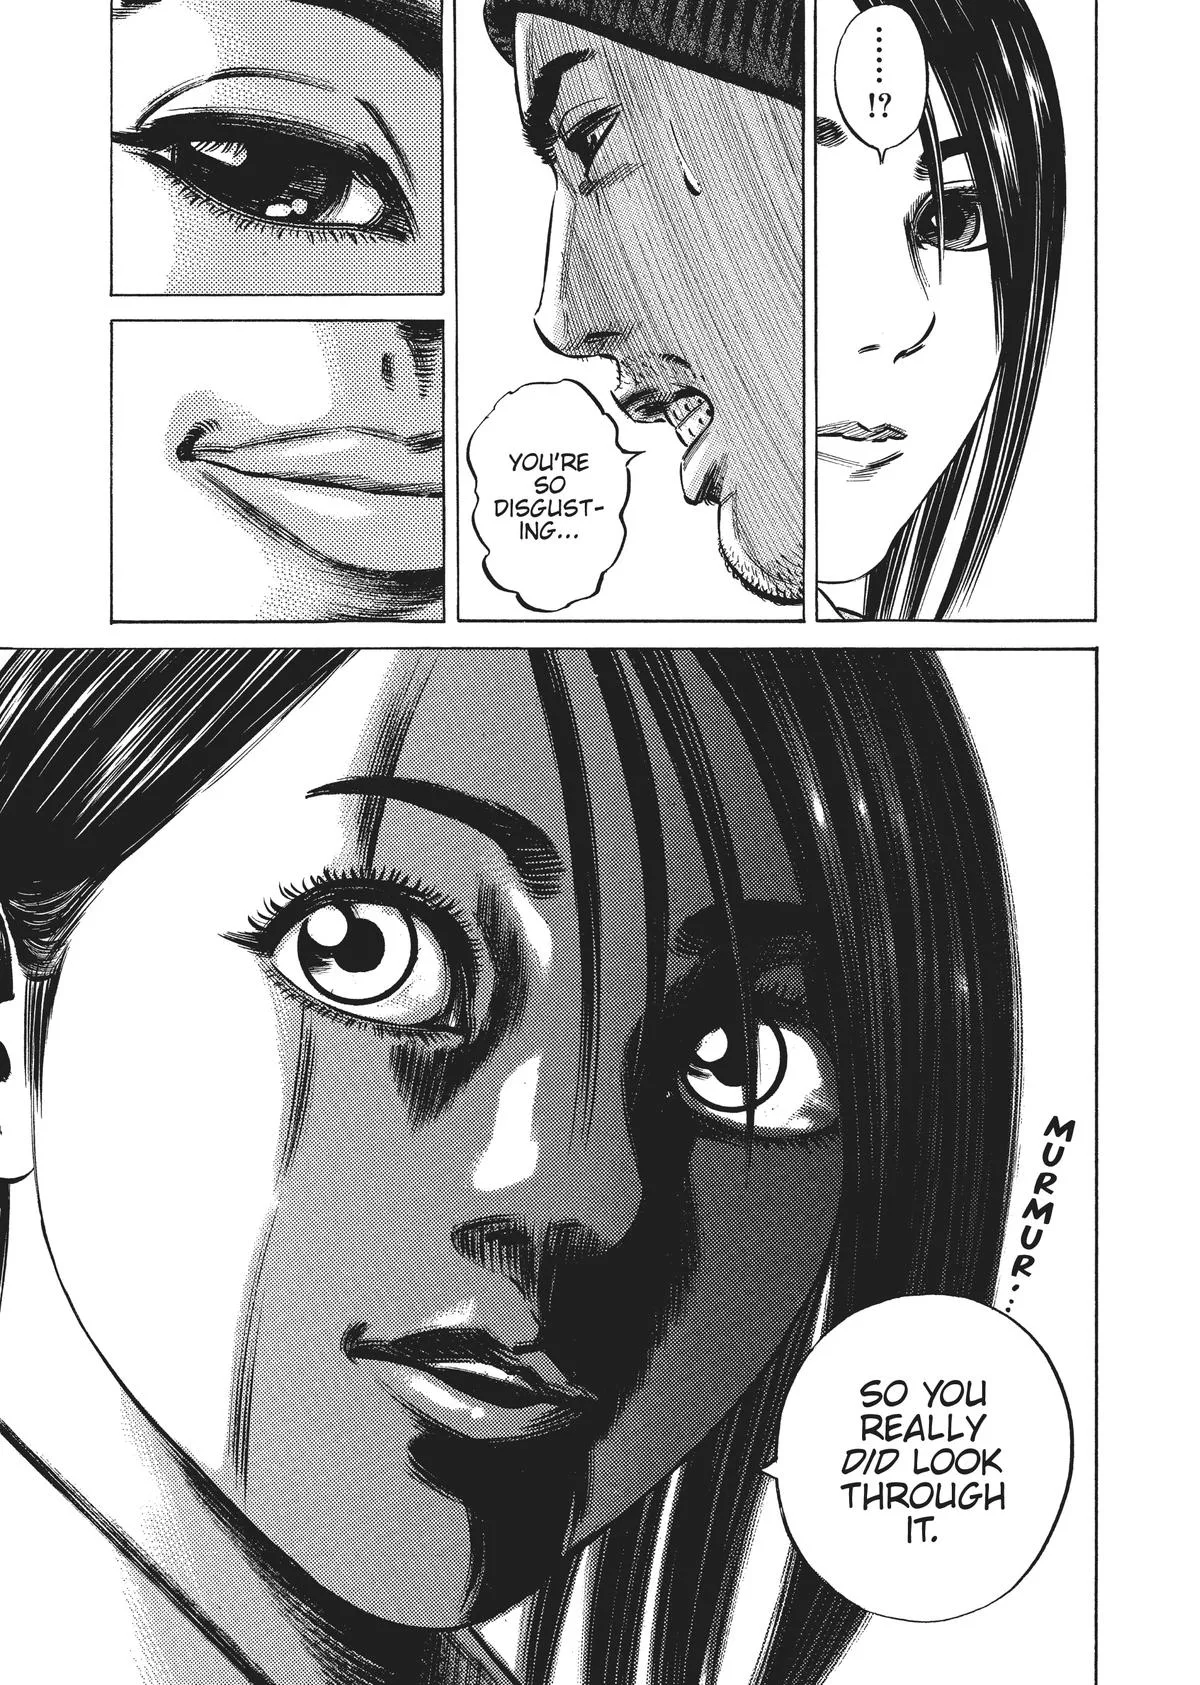 ........
!?
YOU'RE
SO
DISGUST-
ING...
MURMUR...
SO YOU
REALLY
DID LOOK
THROUGH
IT.